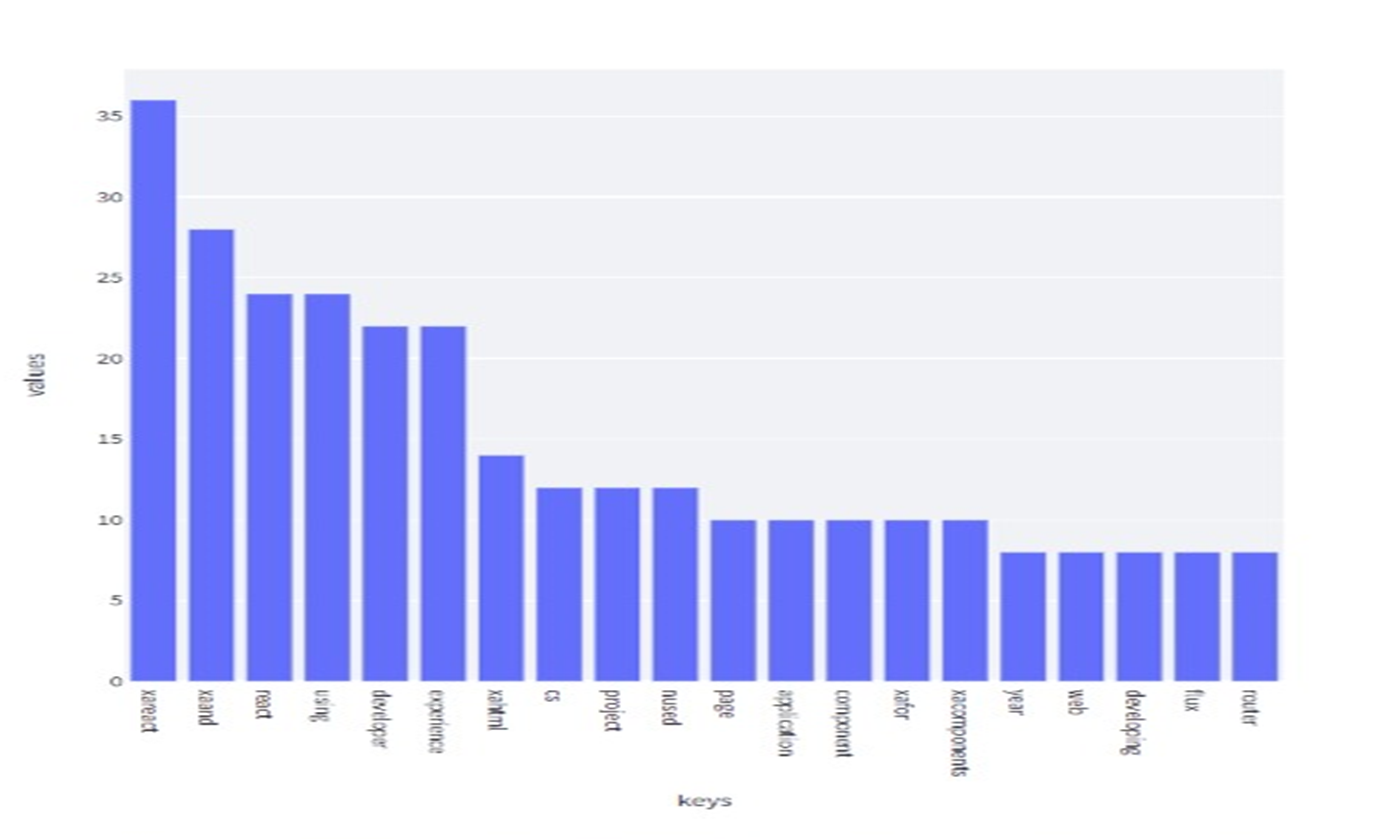 values
35
30
25
20
15
10
5
0
xareact
xaand
react
using
developer
experience
xahtml
cs
project
nused
page
application
component
xafor
xacomponents
year
web
developing
flux
router
keys